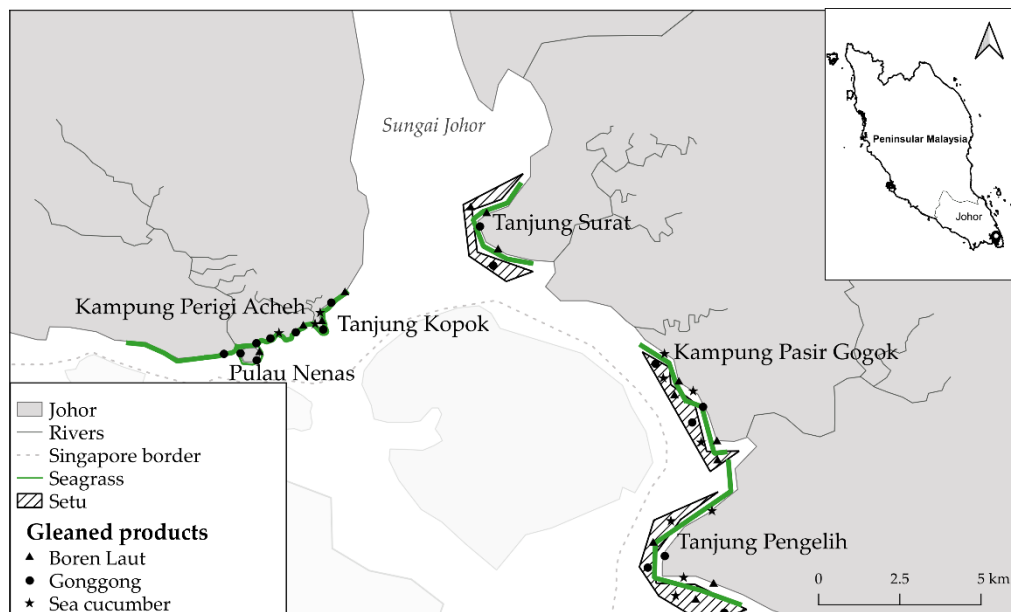 Sungai Johor
Peninsular Malaysia
Johor
Tanjung Surat
Kampung Perigi Acheh
Tanjung Kopok
Pulau Nenas
Kampung Pasir Gogok
Tanjung Pengelih
Johor
Rivers
Singapore border
Seagrass
Setu
Gleaned products
Boren Laut
Gonggong
Sea cucumber
0 2.5 5 km